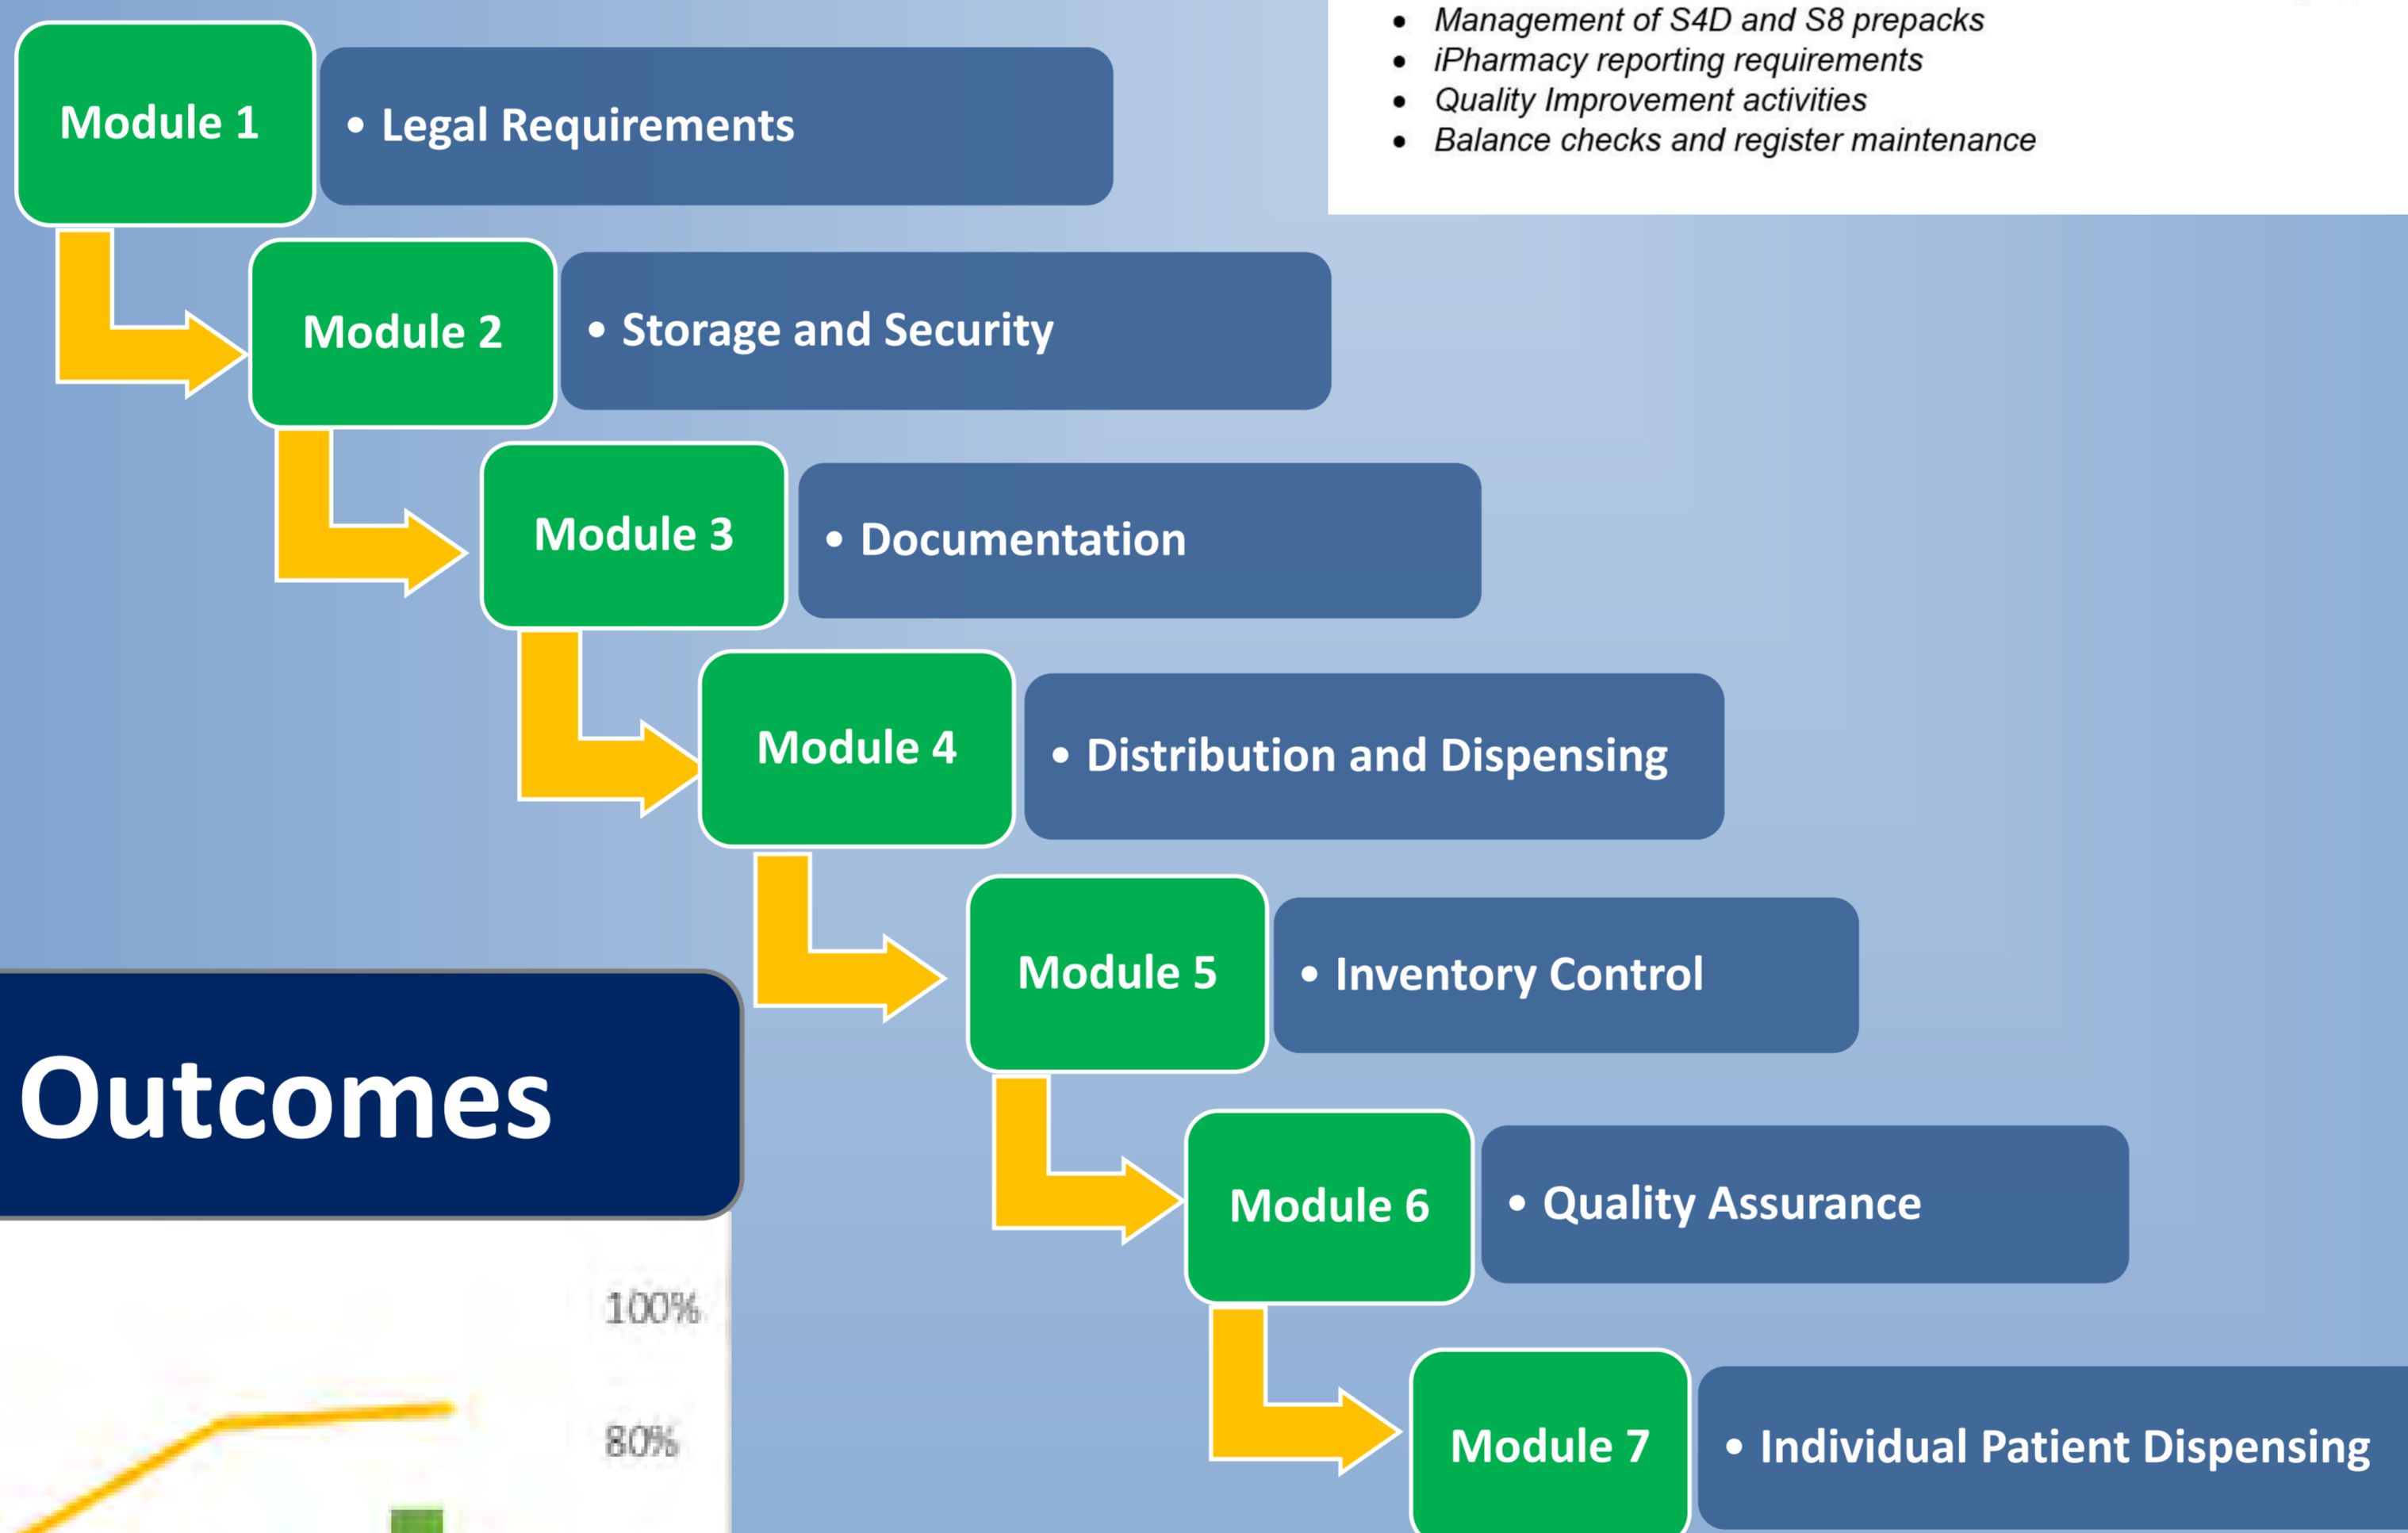 • Management of S4D and S8 prepacks
• iPharmacy reporting requirements
• Quality Improvement activities
• Balance checks and register maintenance
Module 1
• Legal Requirements
Module 2
• Storage and Security
Module 3
• Documentation
Module 4
• Distribution and Dispensing
Module 5
• Inventory Control
Module 6
• Quality Assurance
Module 7
• Individual Patient Dispensing
Outcomes
100%
80%